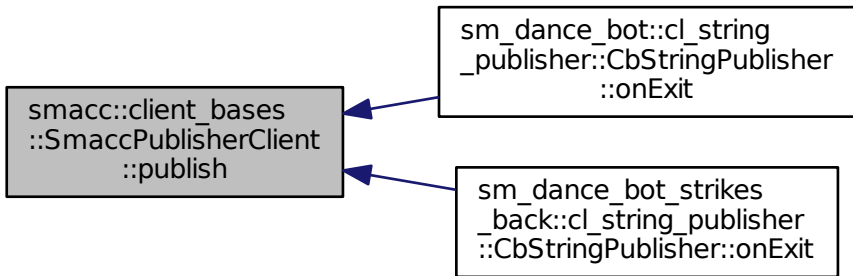 smacc::client_bases
::SmaccPublisherClient
::publish
sm_dance_bot::cl_string
_publisher::CbStringPublisher
::onExit
sm_dance_bot_strikes
_back::cl_string_publisher
::CbStringPublisher::onExit